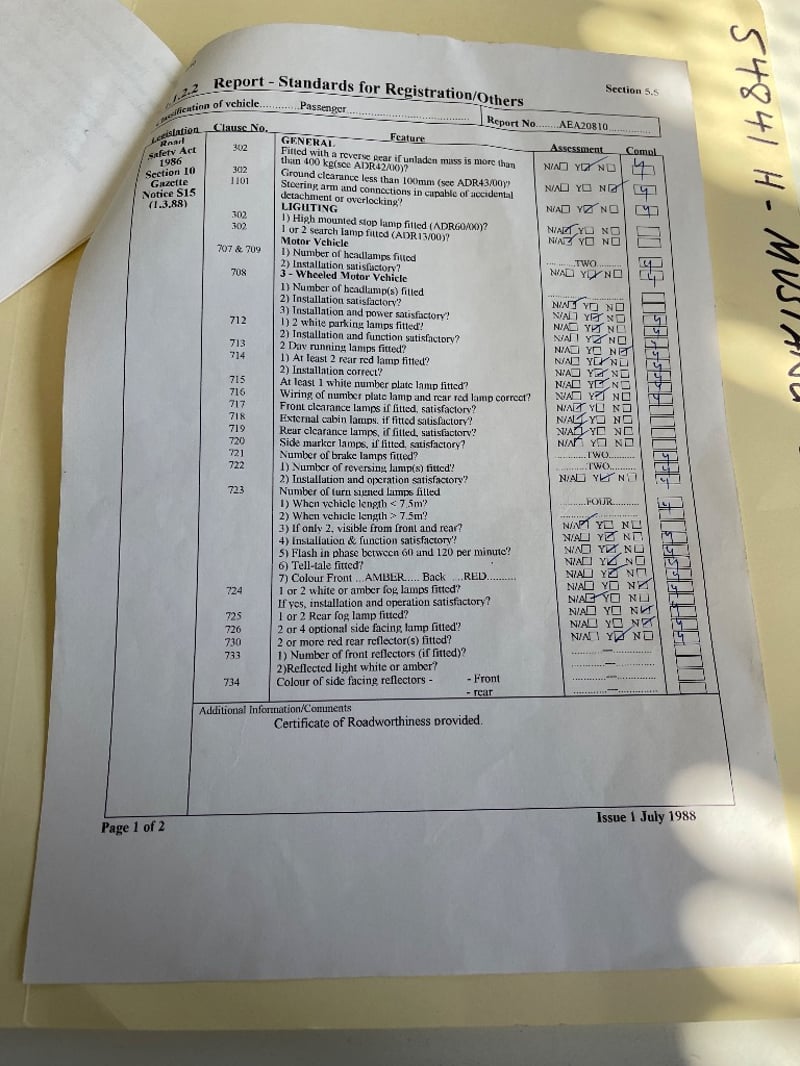 .1.2.2 Report - Standards for Registration/Others Section 5.5
Classification of vehicle............Passenger
Report No.......AEA20810
Legislation Clause No. Feature Assessment Compl
Road Safety Act 1986 Section 10 Gazette Notice S15 (1.3.88)
GENERAL
302 Fitted with a reverse gear if unladen mass is more than
than 400 kg(see ADR42/00)? N/A Y N Y
302 Ground clearance less than 100mm (see ADR43/00)? N/A Y N Y
1101 Steering arm and connections in capable of accidental
detachment or overlocking? N/A Y N Y
LIGHTING
302 1) High mounted stop lamp fitted (ADR60/00)? N/A Y N
302 1 or 2 search lamp fitted (ADR13/00)? N/A Y N
Motor Vehicle
707 & 709 1) Number of headlamps fitted .........TWO......... Y
2) Installation satisfactory? N/A Y N Y
708 3 - Wheeled Motor Vehicle
1) Number of headlamp(s) fitted
2) Installation satisfactory? N/A Y N
3) Installation and power satisfactory? N/A Y N
712 1) 2 white parking lamps fitted? N/A Y N Y
2) Installation and function satisfactory? N/A Y N Y
713 2 Day running lamps fitted? N/A Y N Y
714 1) At least 2 rear red lamp fitted? N/A Y N Y
2) Installation correct? N/A Y N Y
715 At least 1 white number plate lamp fitted? N/A Y N Y
716 Wiring of number plate lamp and rear red lamp correct? N/A Y N Y
717 Front clearance lamps if fitted, satisfactory? N/A Y N
718 External cabin lamps, if fitted satisfactory? N/A Y N
719 Rear clearance lamps, if fitted, satisfactory? N/A Y N
720 Side marker lamps, if fitted, satisfactory? N/A Y N
721 Number of brake lamps fitted? .........TWO......... Y
722 1) Number of reversing lamp(s) fitted? .........TWO......... Y
2) Installation and operation satisfactory? N/A Y N Y
723 Number of turn signed lamps fitted
1) When vehicle length < 7.5m? .........FOUR......... Y
2) When vehicle length > 7.5m?
3) If only 2, visible from front and rear? N/A Y N
4) Installation & function satisfactory? N/A Y N Y
5) Flash in phase between 60 and 120 per minute? N/A Y N Y
6) Tell-tale fitted? N/A Y N Y
7) Colour Front ...AMBER..... Back ....RED.......... N/A Y N Y
724 1 or 2 white or amber fog lamps fitted? N/A Y N Y
If yes, installation and operation satisfactory? N/A Y N
725 1 or 2 Rear fog lamp fitted? N/A Y N Y
726 2 or 4 optional side facing lamp fitted? N/A Y N Y
730 2 or more red rear reflector(s) fitted? N/A Y N Y
733 1) Number of front reflectors (if fitted)? —
2)Reflected light white or amber? —
734 Colour of side facing reflectors - - Front —
- rear —
Additional Information/Comments
Certificate of Roadworthiness provided.
Page 1 of 2 Issue 1 July 1988
54841 H - MUSTANG